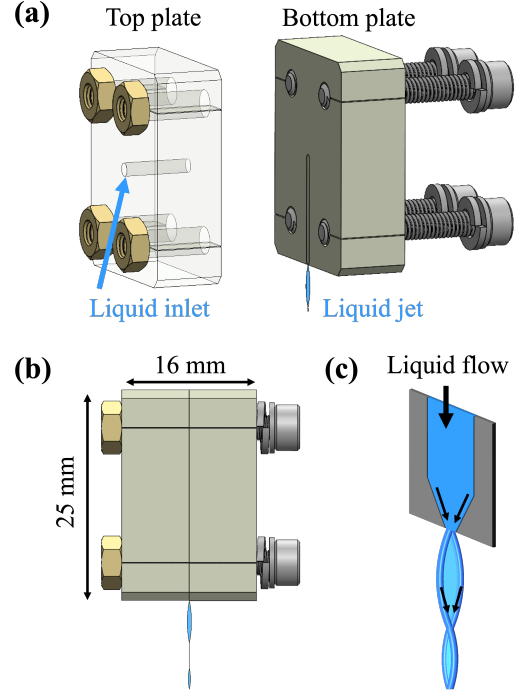 (a)
Top plate
Bottom plate
Liquid inlet
Liquid jet
(b)
16 mm
25 mm
(c)
Liquid flow